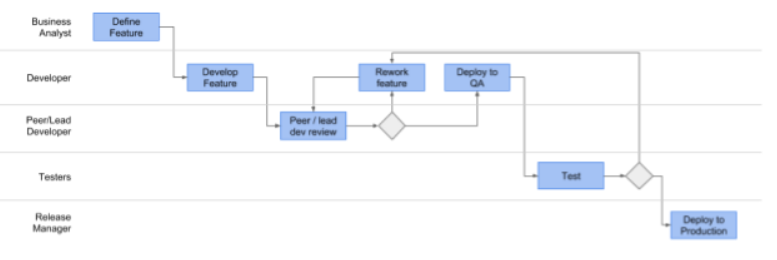 Business
Analyst
Define
Feature
Developer
Develop
Feature
Rework
feature
Deploy to
QA
Peer/Lead
Developer
Peer / lead
dev review
Testers
Test
Release
Manager
Deploy to
Production